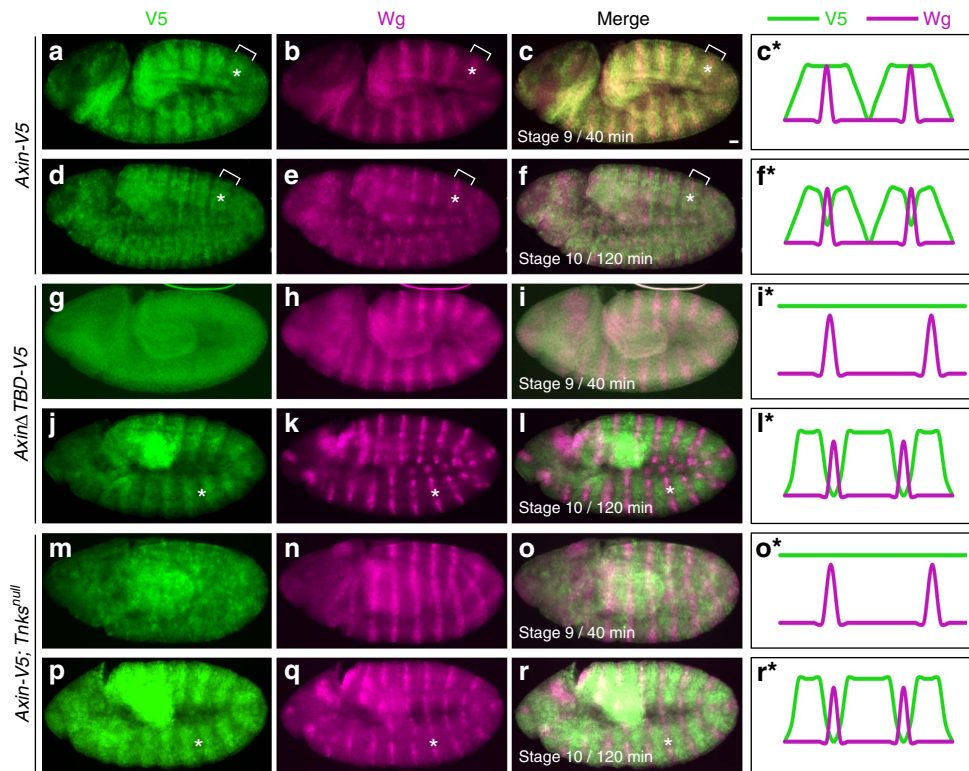 V5 Wg Merge V5 Wg
Axin-V5
a b c c*
Stage 9 / 40 min
d e f f*
Stage 10 / 120 min
AxinΔTBD-V5
g h i i*
Stage 9 / 40 min
j k l l*
Stage 10 / 120 min
Axin-V5; Tnks^null
m n o o*
Stage 9 / 40 min
p q r r*
Stage 10 / 120 min